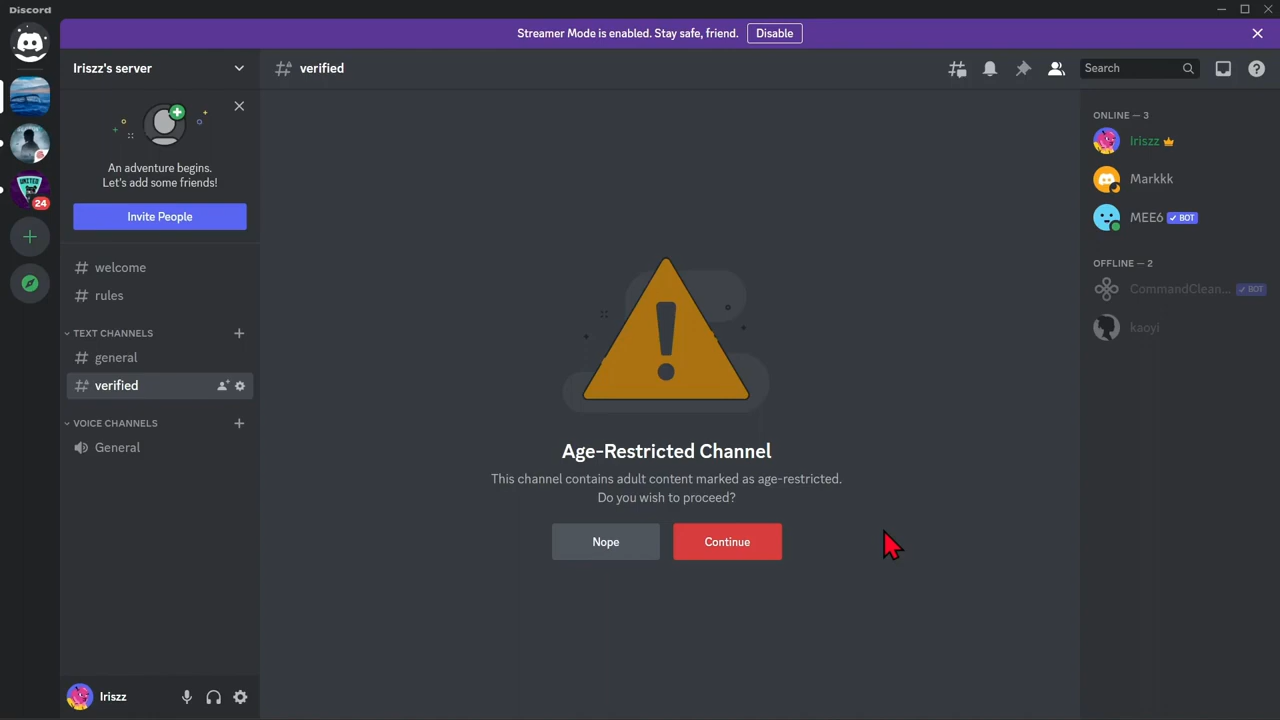 Discord
Streamer Mode is enabled. Stay safe, friend.
Disable
Iriszz's server
verified
Search
An adventure begins.
Let's add some friends!
Invite People
welcome
rules
TEXT CHANNELS
general
verified
VOICE CHANNELS
General
24
Age-Restricted Channel
This channel contains adult content marked as age-restricted.
Do you wish to proceed?
Nope
Continue
ONLINE — 3
Iriszz
Markkk
MEE6 BOT
OFFLINE — 2
CommandClean... BOT
kaoyi
Iriszz